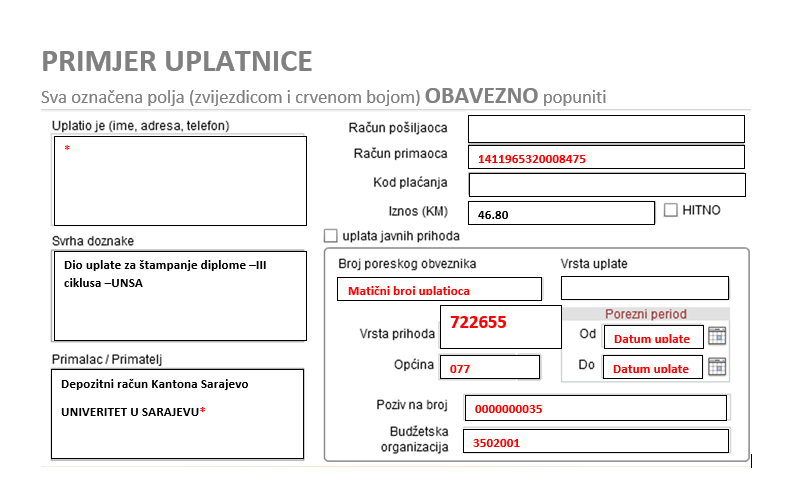 PRIMJER UPLATNICE
Sva označena polja (zvijezdicom i crvenom bojom) OBAVEZNO popuniti
Uplatio je (ime, adresa, telefon)
*
Svrha doznake
Dio uplate za štampanje diplome –III
ciklusa –UNSA
Primalac / Primatelj
Depozitni račun Kantona Sarajevo
UNIVERITET U SARAJEVU*
Račun pošiljaoca
Račun primaoca 1411965320008475
Kod plaćanja
Iznos (KM) 46.80 HITNO
uplata javnih prihoda
Broj poreskog obveznika Vrsta uplate
Matični broj uplatioca
Vrsta prihoda 722655
Porezni period
Od Datum uplate
Općina 077 Do Datum uplate
Poziv na broj 0000000035
Budžetska
organizacija 3502001